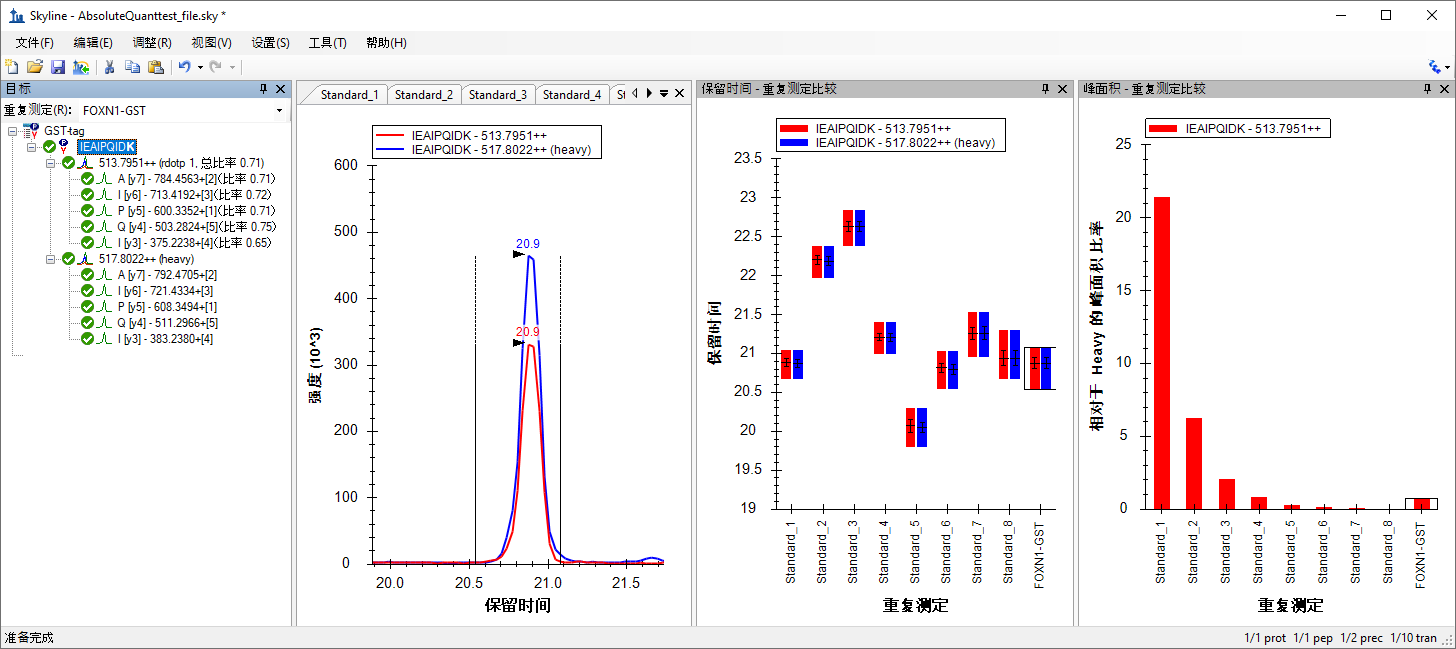 Skyline - AbsoluteQuanttest_file.sky *
文件(F) 编辑(E) 调整(R) 视图(V) 设置(S) 工具(T) 帮助(H)
目标
重复测定(R): FOXN1-GST
GST-tag
IEAIPQIDK
513.7951++ (rdotp 1, 总比率 0.71)
A [y7] - 784.4563+[2](比率 0.71)
I [y6] - 713.4192+[3](比率 0.72)
P [y5] - 600.3352+[1](比率 0.71)
Q [y4] - 503.2824+[5](比率 0.75)
I [y3] - 375.2238+[4](比率 0.65)
517.8022++ (heavy)
A [y7] - 792.4705+[2]
I [y6] - 721.4334+[3]
P [y5] - 608.3494+[1]
Q [y4] - 511.2966+[5]
I [y3] - 383.2380+[4]
Standard_1 Standard_2 Standard_3 Standard_4 St
IEAIPQIDK - 513.7951++
IEAIPQIDK - 517.8022++ (heavy)
600
500
400
300
200
100
0
强度 (10^3)
20.9
20.9
20.0 20.5 21.0 21.5
保留时间
保留时间 - 重复测定比较
IEAIPQIDK - 513.7951++
IEAIPQIDK - 517.8022++ (heavy)
23.5
23
22.5
22
21.5
21
20.5
20
19.5
19
保留时间
Standard_1 Standard_2 Standard_3 Standard_4 Standard_5 Standard_6 Standard_7 Standard_8 FOXN1-GST
重复测定
峰面积 - 重复测定比较
IEAIPQIDK - 513.7951++
25
20
15
10
5
0
相对于 Heavy 的峰面积比率
Standard_1 Standard_2 Standard_3 Standard_4 Standard_5 Standard_6 Standard_7 Standard_8 FOXN1-GST
重复测定
准备完成
1/1 prot 1/1 pep 1/2 prec 1/10 tran